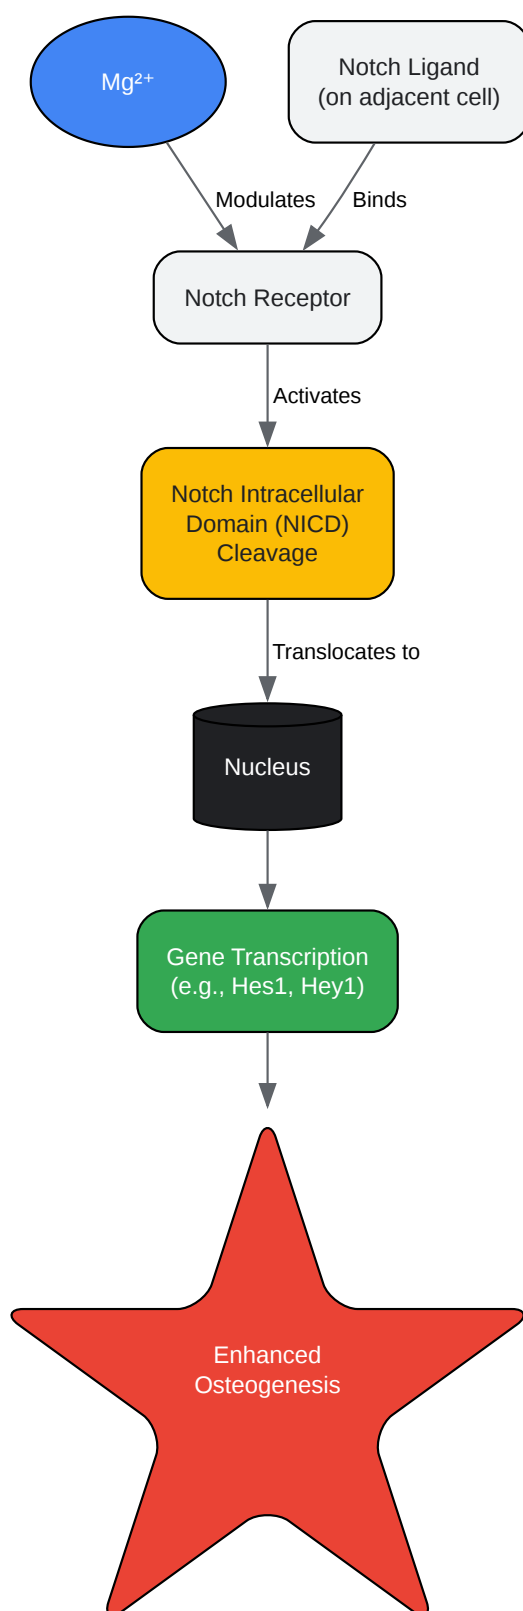 Mg²⁺
Notch Ligand
(on adjacent cell)
Modulates
Binds
Notch Receptor
Activates
Notch Intracellular
Domain (NICD)
Cleavage
Translocates to
Nucleus
Gene Transcription
(e.g., Hes1, Hey1)
Enhanced
Osteogenesis